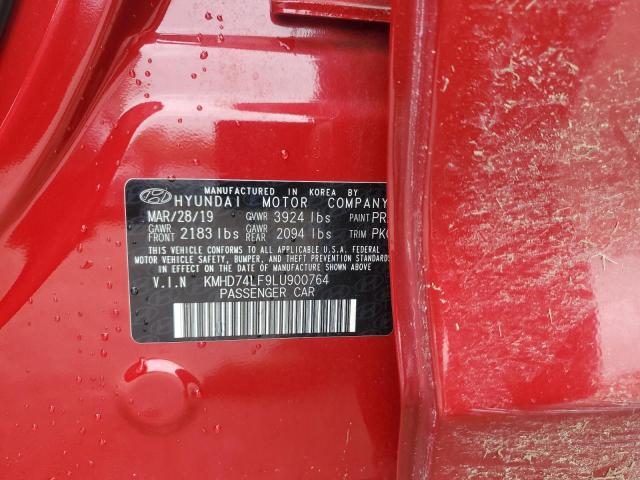 MANUFACTURED IN KOREA BY
HYUNDAI MOTOR COMPANY
MAR/28/19 GVWR 3924 lbs PAINT PR
GAWR FRONT 2183 lbs GAWR REAR 2094 lbs TRIM PK
THIS VEHICLE CONFORMS TO ALL APPLICABLE U.S.A. FEDERAL
MOTOR VEHICLE SAFETY, BUMPER, AND THEFT PREVENTION STANDARDS
IN EFFECT ON THE DATE OF MANUFACTURE SHOWN ABOVE.
V.I.N KMHD74LF9LU900764
PASSENGER CAR